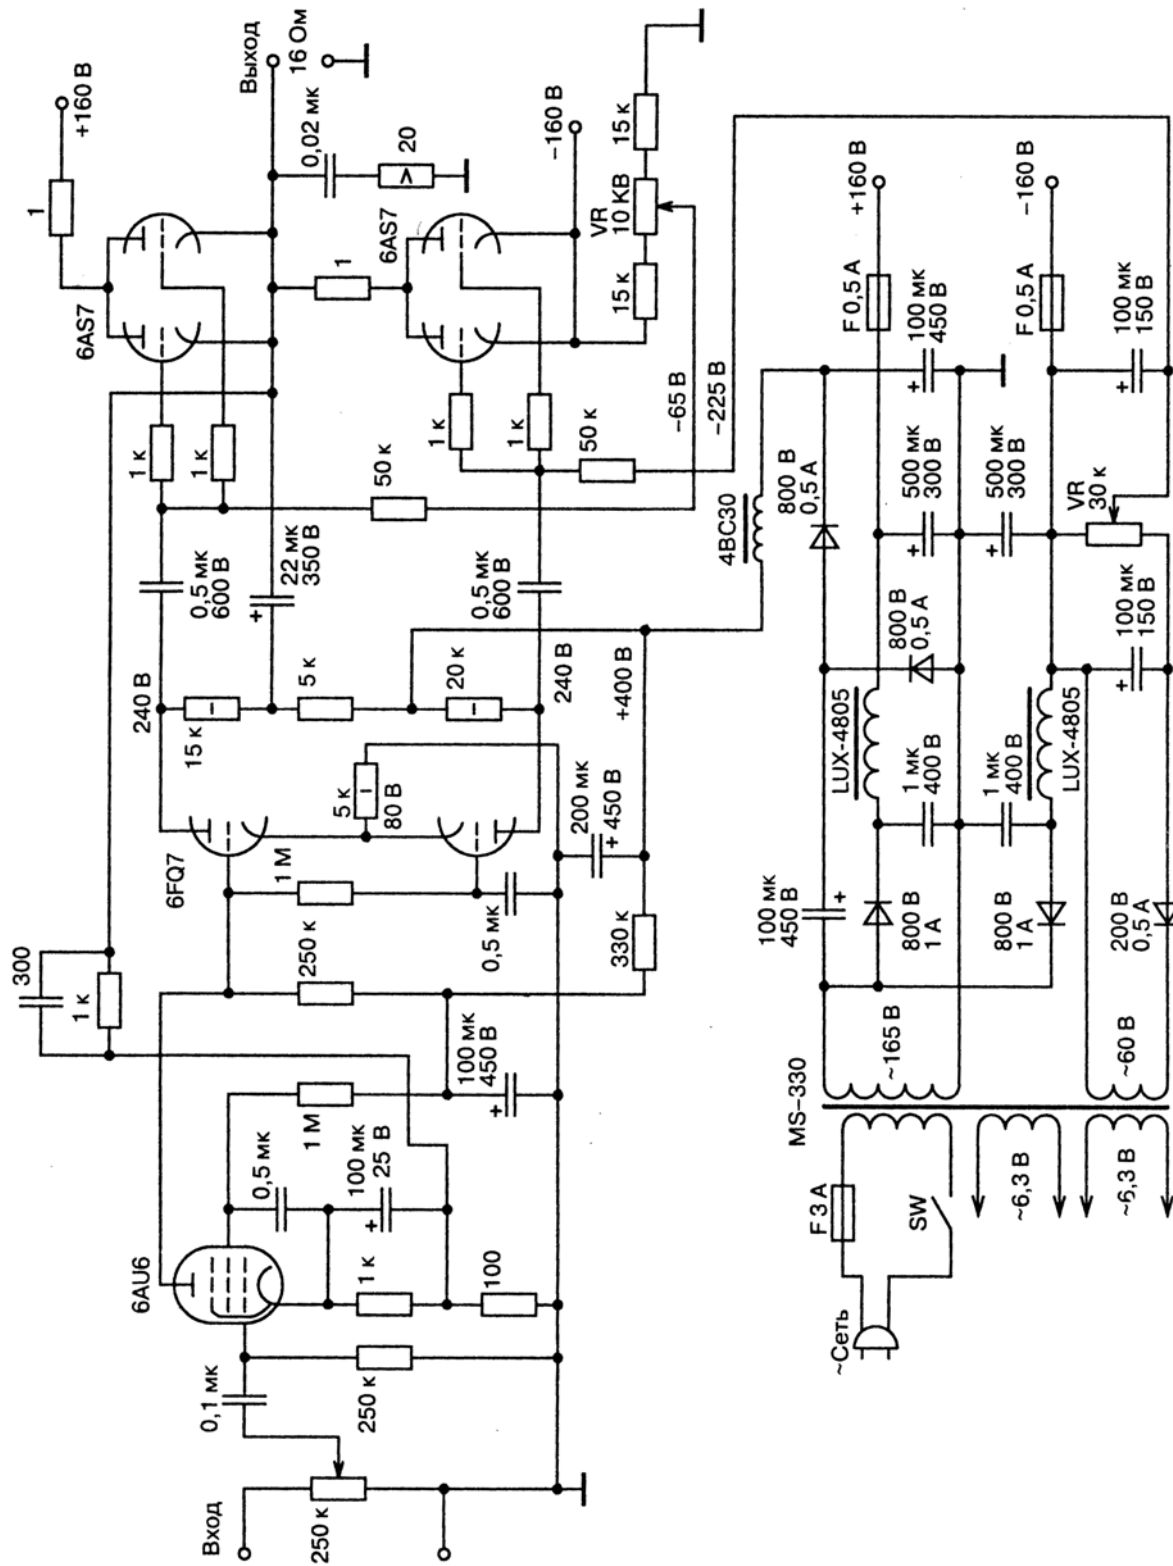 Вход
250 к
0,1 мк
250 к
6AU6
0,5 мк
1 к
100 мк
25 В
100
1 М
100 мк
450 В
300
1 к
250 к
330 к
6FQ7
1 М
0,5 мк
5 к
80 В
200 мк
450 В
240 В
15 к
5 к
20 к
240 В
+400 В
0,5 мк
600 В
22 мк
350 В
0,5 мк
600 В
50 к
1 к
1 к
1 к
1 к
50 к
–65 В
–225 В
6AS7
1
+160 В
1
6AS7
Выход
16 Ом
0,02 мк
20
–160 В
15 к
VR
10 КВ
15 к
~Сеть
F 3 А
SW
MS–330
~165 В
~6,3 В
~6,3 В
~60 В
100 мк
450 В
800 В
1 А
800 В
1 А
200 В
0,5 А
1 мк
400 В
1 мк
400 В
LUX-4805
LUX-4805
800 В
0,5 А
800 В
0,5 А
4BC30
500 мк
300 В
500 мк
300 В
100 мк
150 В
VR
30 к
100 мк
450 В
100 мк
150 В
F 0,5 А
F 0,5 А
+160 В
–160 В